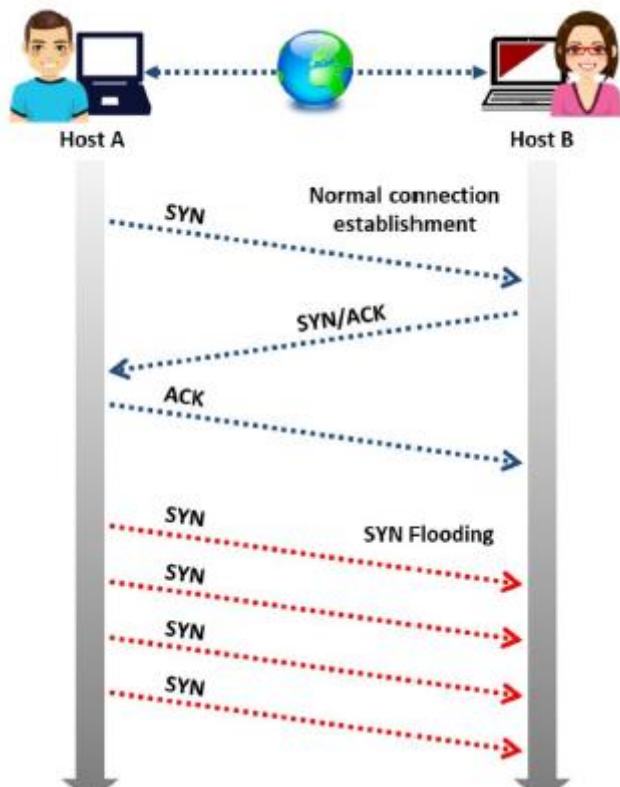 Host A
Host B
Normal connection
establishment
SYN
SYN/ACK
ACK
SYN
SYN Flooding
SYN
SYN
SYN